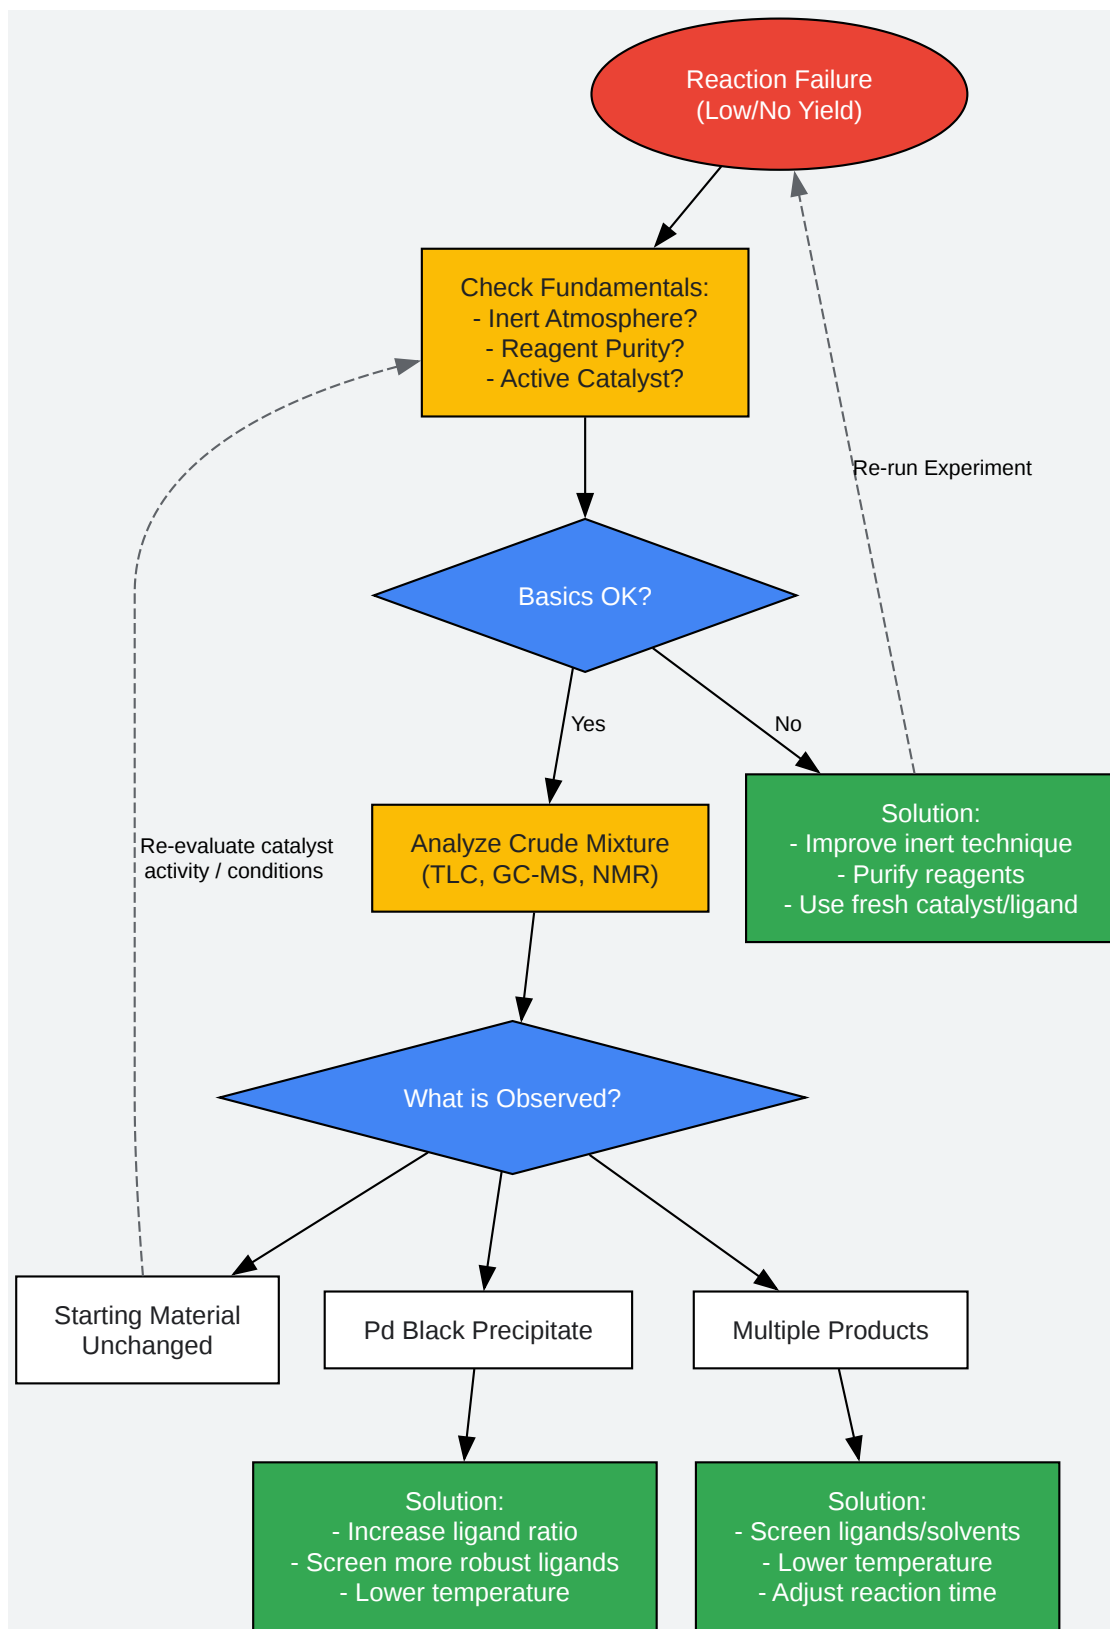 Reaction Failure
(Low/No Yield)
Check Fundamentals:
- Inert Atmosphere?
- Reagent Purity?
- Active Catalyst?
Re-run Experiment
Basics OK?
Yes
No
Analyze Crude Mixture
(TLC, GC-MS, NMR)
Solution:
- Improve inert technique
- Purify reagents
- Use fresh catalyst/ligand
Re-evaluate catalyst
activity / conditions
What is Observed?
Starting Material
Unchanged
Pd Black Precipitate
Multiple Products
Solution:
- Increase ligand ratio
- Screen more robust ligands
- Lower temperature
Solution:
- Screen ligands/solvents
- Lower temperature
- Adjust reaction time